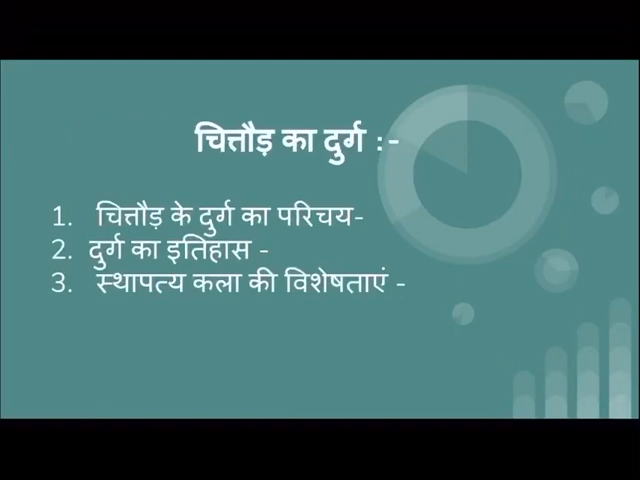 चित्तौड़ का दुर्ग :-
1. चित्तौड़ के दुर्ग का परिचय-
2. दुर्ग का इतिहास -
3. स्थापत्य कला की विशेषताएं -